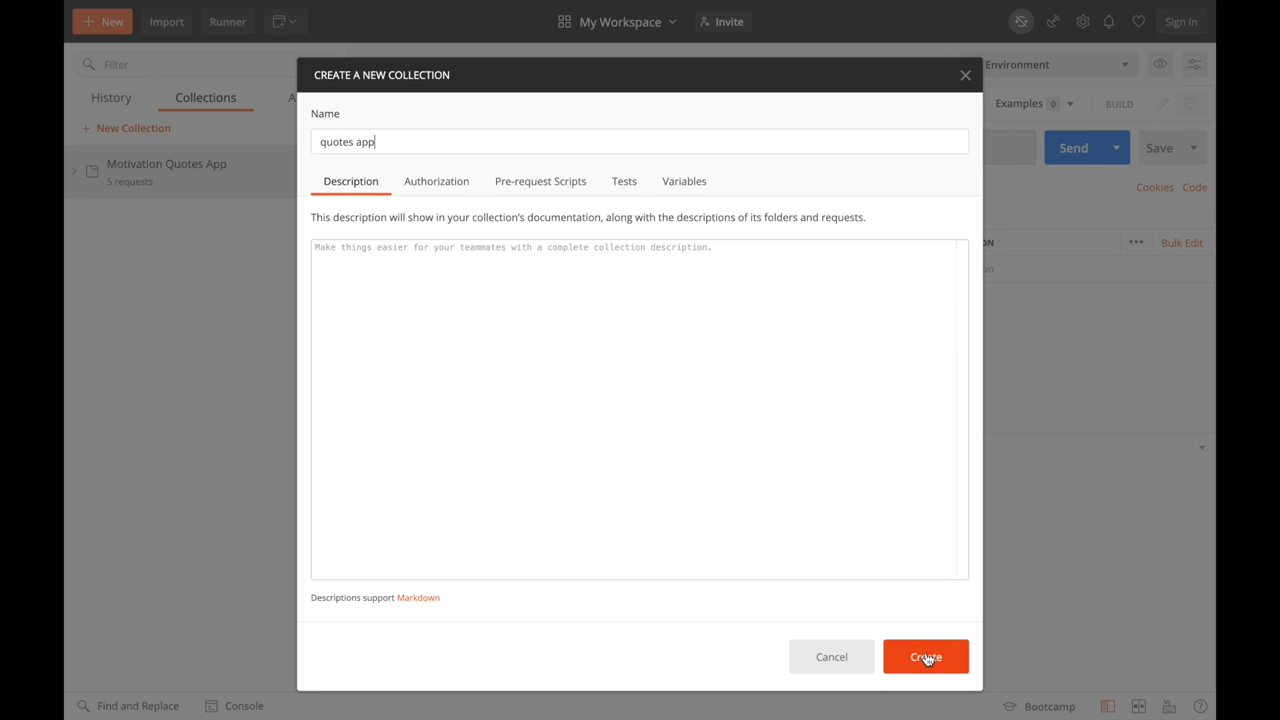 New
Import
Runner
My Workspace
Invite
Sign In
Filter
History
Collections
A
+ New Collection
Motivation Quotes App
5 requests
CREATE A NEW COLLECTION
Name
quotes app
Description
Authorization
Pre-request Scripts
Tests
Variables
This description will show in your collection's documentation, along with the descriptions of its folders and requests.
Make things easier for your teammates with a complete collection description.
Descriptions support Markdown
Cancel
Create
Environment
Examples 0
BUILD
Send
Save
Cookies
Code
ON
Bulk Edit
on
Find and Replace
Console
Bootcamp